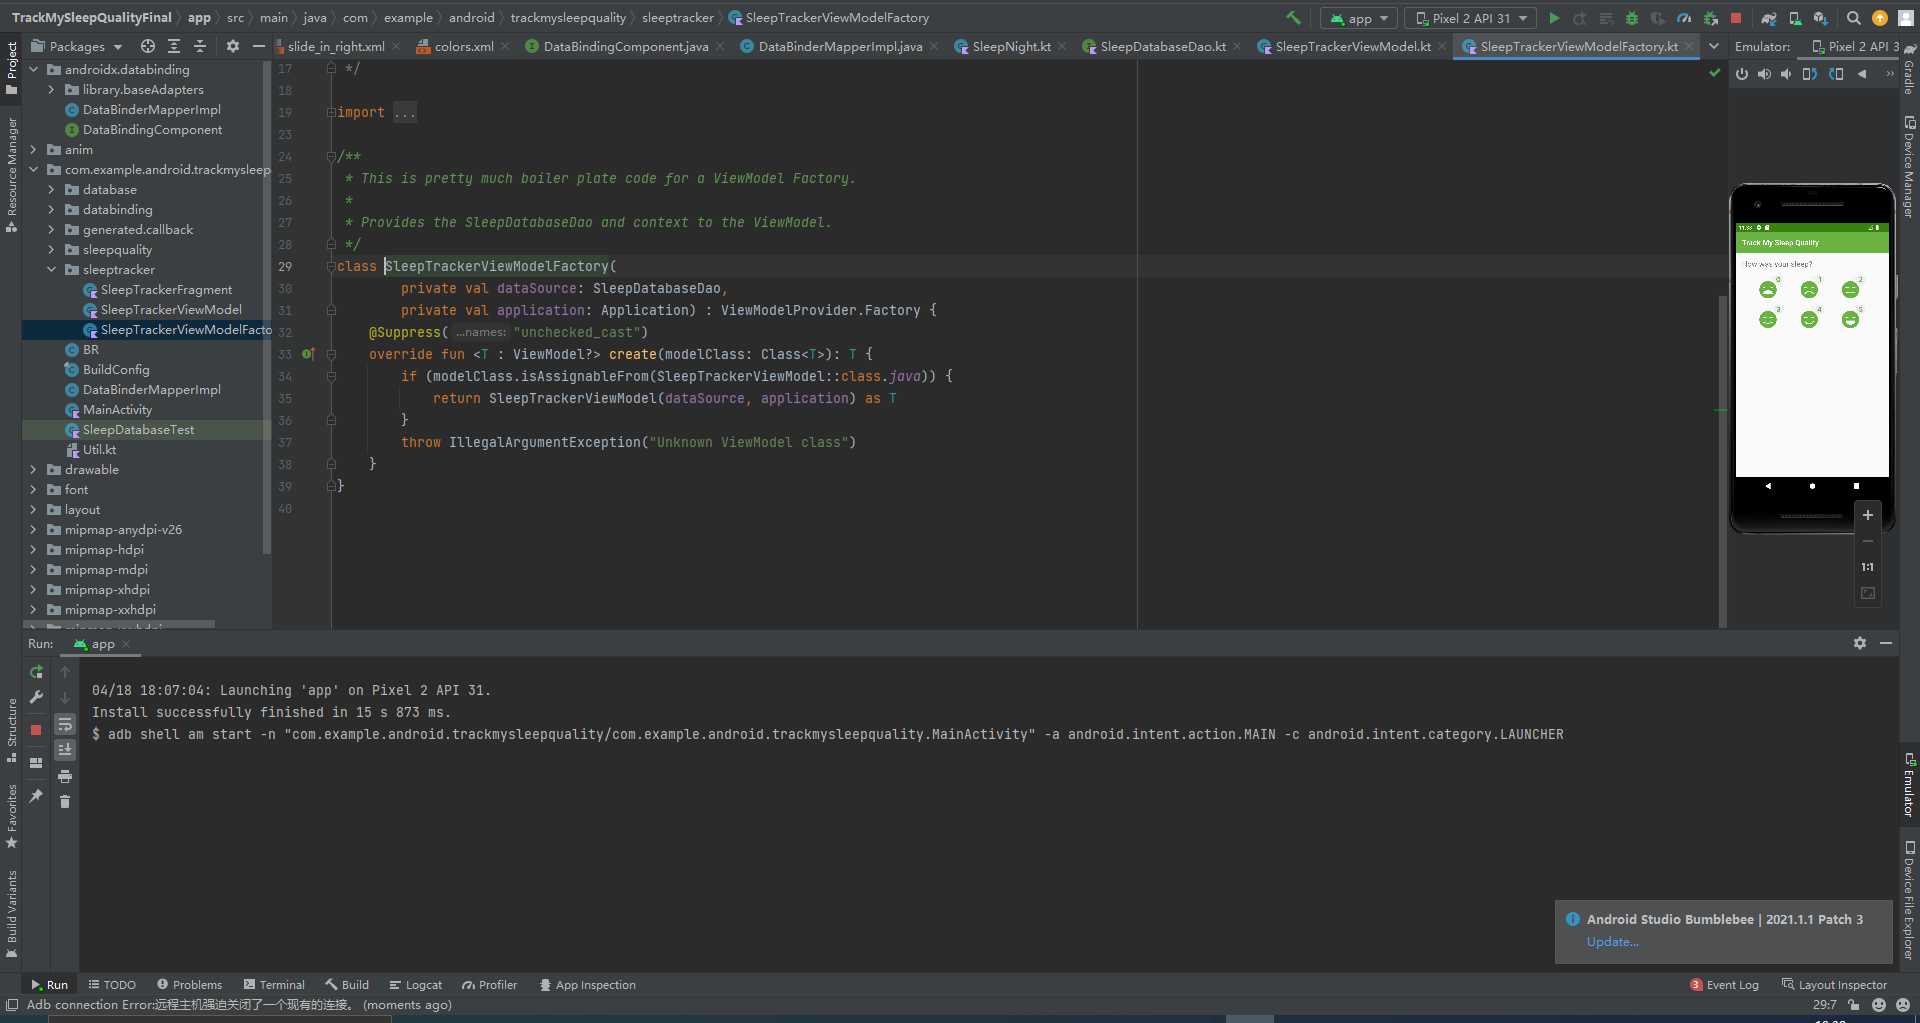 TrackMySleepQualityFinal app src main java com example android trackmysleepquality sleeptracker SleepTrackerViewModelFactory
app Pixel 2 API 31
Packages
slide_in_right.xml colors.xml DataBindingComponent.java DataBinderMapperImpl.java SleepNight.kt SleepDatabaseDao.kt SleepTrackerViewModel.kt SleepTrackerViewModelFactory.kt
Emulator: Pixel 2 API 3
Project
Resource Manager
Structure
Favorites
Build Variants
androidx.databinding
library.baseAdapters
DataBinderMapperImpl
DataBindingComponent
anim
com.example.android.trackmysleep
database
databinding
generated.callback
sleepquality
sleeptracker
SleepTrackerFragment
SleepTrackerViewModel
SleepTrackerViewModelFacto
BR
BuildConfig
DataBinderMapperImpl
MainActivity
SleepDatabaseTest
Util.kt
drawable
font
layout
mipmap-anydpi-v26
mipmap-hdpi
mipmap-mdpi
mipmap-xhdpi
mipmap-xxhdpi
17 */
18
19 import ...
23
24 /**
25 * This is pretty much boiler plate code for a ViewModel Factory.
26 *
27 * Provides the SleepDatabaseDao and context to the ViewModel.
28 */
29 class SleepTrackerViewModelFactory(
30 private val dataSource: SleepDatabaseDao,
31 private val application: Application) : ViewModelProvider.Factory {
32 @Suppress( ...names: "unchecked_cast")
33 override fun <T : ViewModel?> create(modelClass: Class<T>): T {
34 if (modelClass.isAssignableFrom(SleepTrackerViewModel::class.java)) {
35 return SleepTrackerViewModel(dataSource, application) as T
36 }
37 throw IllegalArgumentException("Unknown ViewModel class")
38 }
39 }
40
Track My Sleep Quality
How was your sleep?
0 1 2
3 4 5
1:1
Gradle
Device Manager
Emulator
Device File Explorer
Run: app
04/18 18:07:04: Launching 'app' on Pixel 2 API 31.
Install successfully finished in 15 s 873 ms.
$ adb shell am start -n "com.example.android.trackmysleepquality/com.example.android.trackmysleepquality.MainActivity" -a android.intent.action.MAIN -c android.intent.category.LAUNCHER
Android Studio Bumblebee | 2021.1.1 Patch 3
Update...
Run TODO Problems Terminal Build Logcat Profiler App Inspection
3 Event Log Layout Inspector
Adb connection Error:远程主机强迫关闭了一个现有的连接。 (moments ago)
29:7